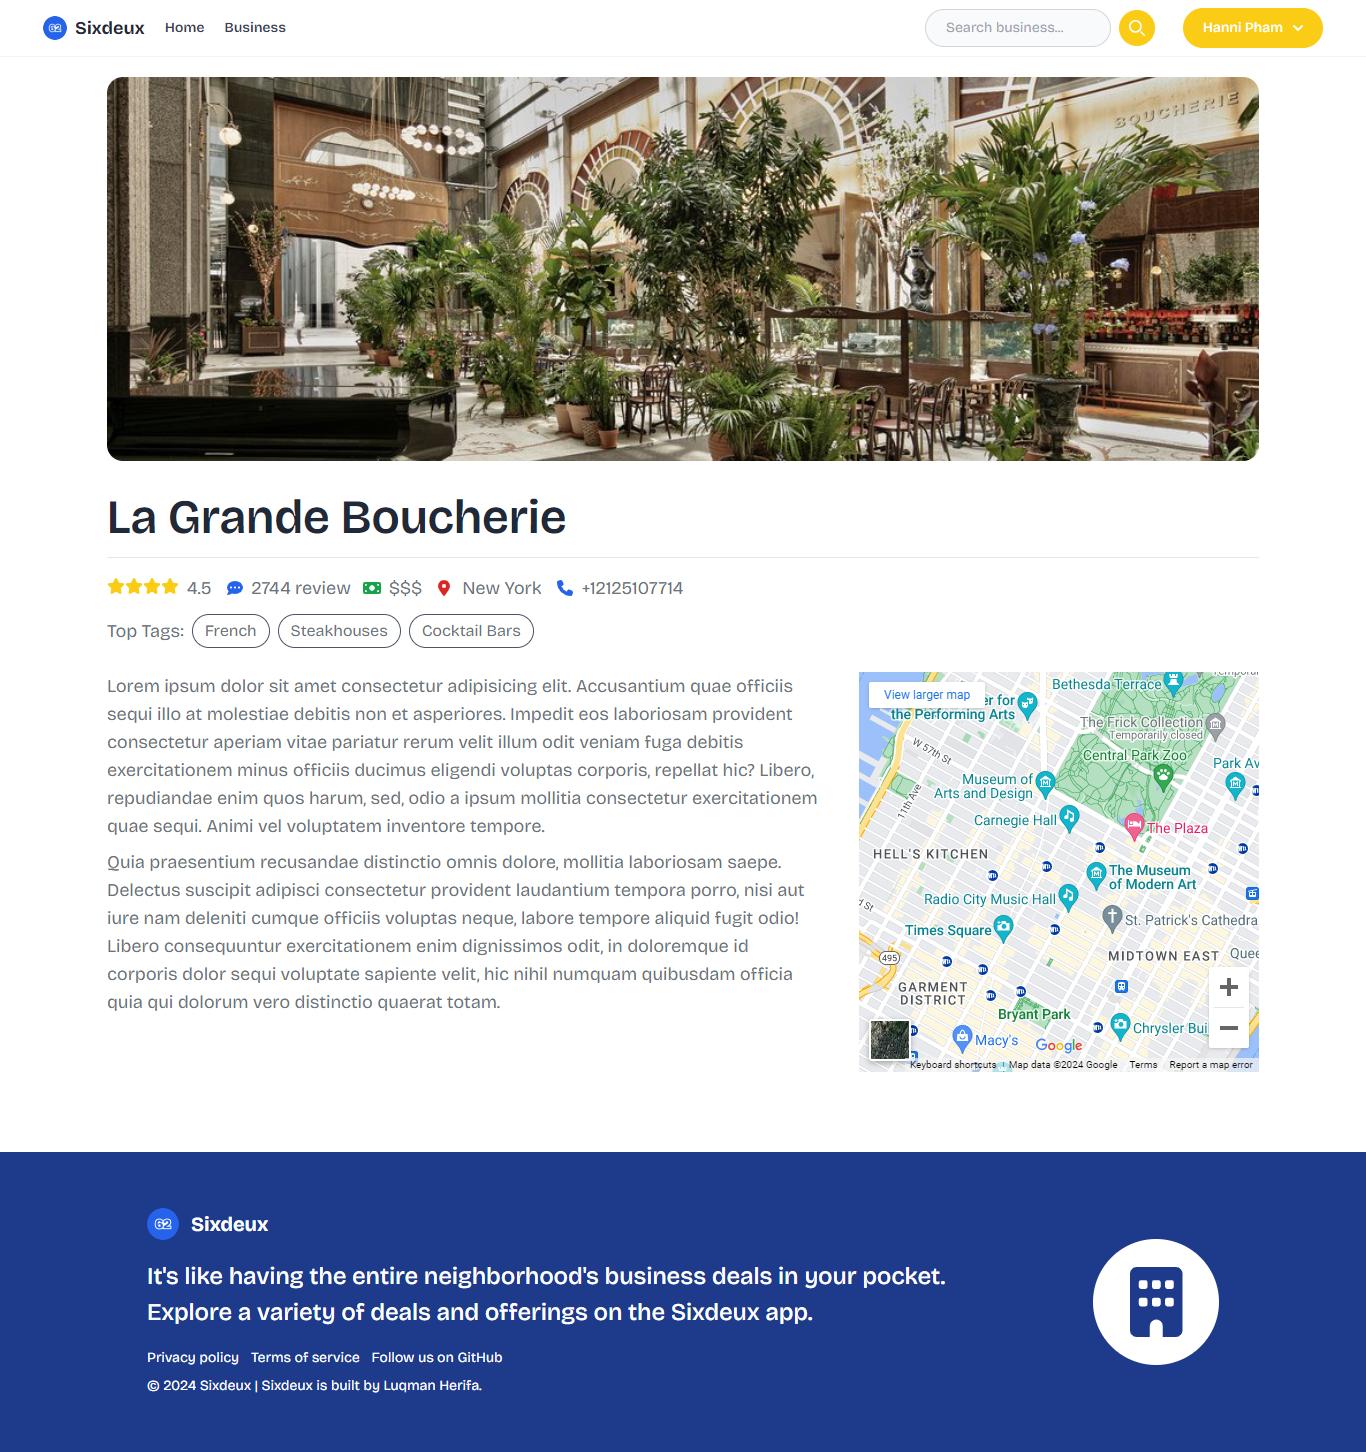 62 Sixdeux Home Business Search business... Hanni Pham
BOUCHERIE
La Grande Boucherie
4.5 2744 review $$$ New York +12125107714
Top Tags: French Steakhouses Cocktail Bars
Lorem ipsum dolor sit amet consectetur adipisicing elit. Accusantium quae officiis
sequi illo at molestiae debitis non et asperiores. Impedit eos laboriosam provident
consectetur aperiam vitae pariatur rerum velit illum odit veniam fuga debitis
exercitationem minus officiis ducimus eligendi voluptas corporis, repellat hic? Libero,
repudiandae enim quos harum, sed, odio a ipsum mollitia consectetur exercitationem
quae sequi. Animi vel voluptatem inventore tempore.
Quia praesentium recusandae distinctio omnis dolore, mollitia laboriosam saepe.
Delectus suscipit adipisci consectetur provident laudantium tempora porro, nisi aut
iure nam deleniti cumque officiis voluptas neque, labore tempore aliquid fugit odio!
Libero consequuntur exercitationem enim dignissimos odit, in doloremque id
corporis dolor sequi voluptate sapiente velit, hic nihil numquam quibusdam officia
quia qui dolorum vero distinctio quaerat totam.
View larger map
Bethesda Terrace
er for
the Performing Arts
The Frick Collection
Temporarily closed
W 57th St
Central Park Zoo
Park Av
Museum of
Arts and Design
11th Ave
Carnegie Hall
The Plaza
HELL'S KITCHEN
The Museum
of Modern Art
Radio City Music Hall
d St
St. Patrick's Cathedra
Times Square
495
MIDTOWN EAST
Quee
GARMENT
DISTRICT
Bryant Park
Chrysler Bui
Macy's
Google
Keyboard shortcuts Map data ©2024 Google Terms Report a map error
62 Sixdeux
It's like having the entire neighborhood's business deals in your pocket.
Explore a variety of deals and offerings on the Sixdeux app.
Privacy policy Terms of service Follow us on GitHub
© 2024 Sixdeux | Sixdeux is built by Luqman Herifa.